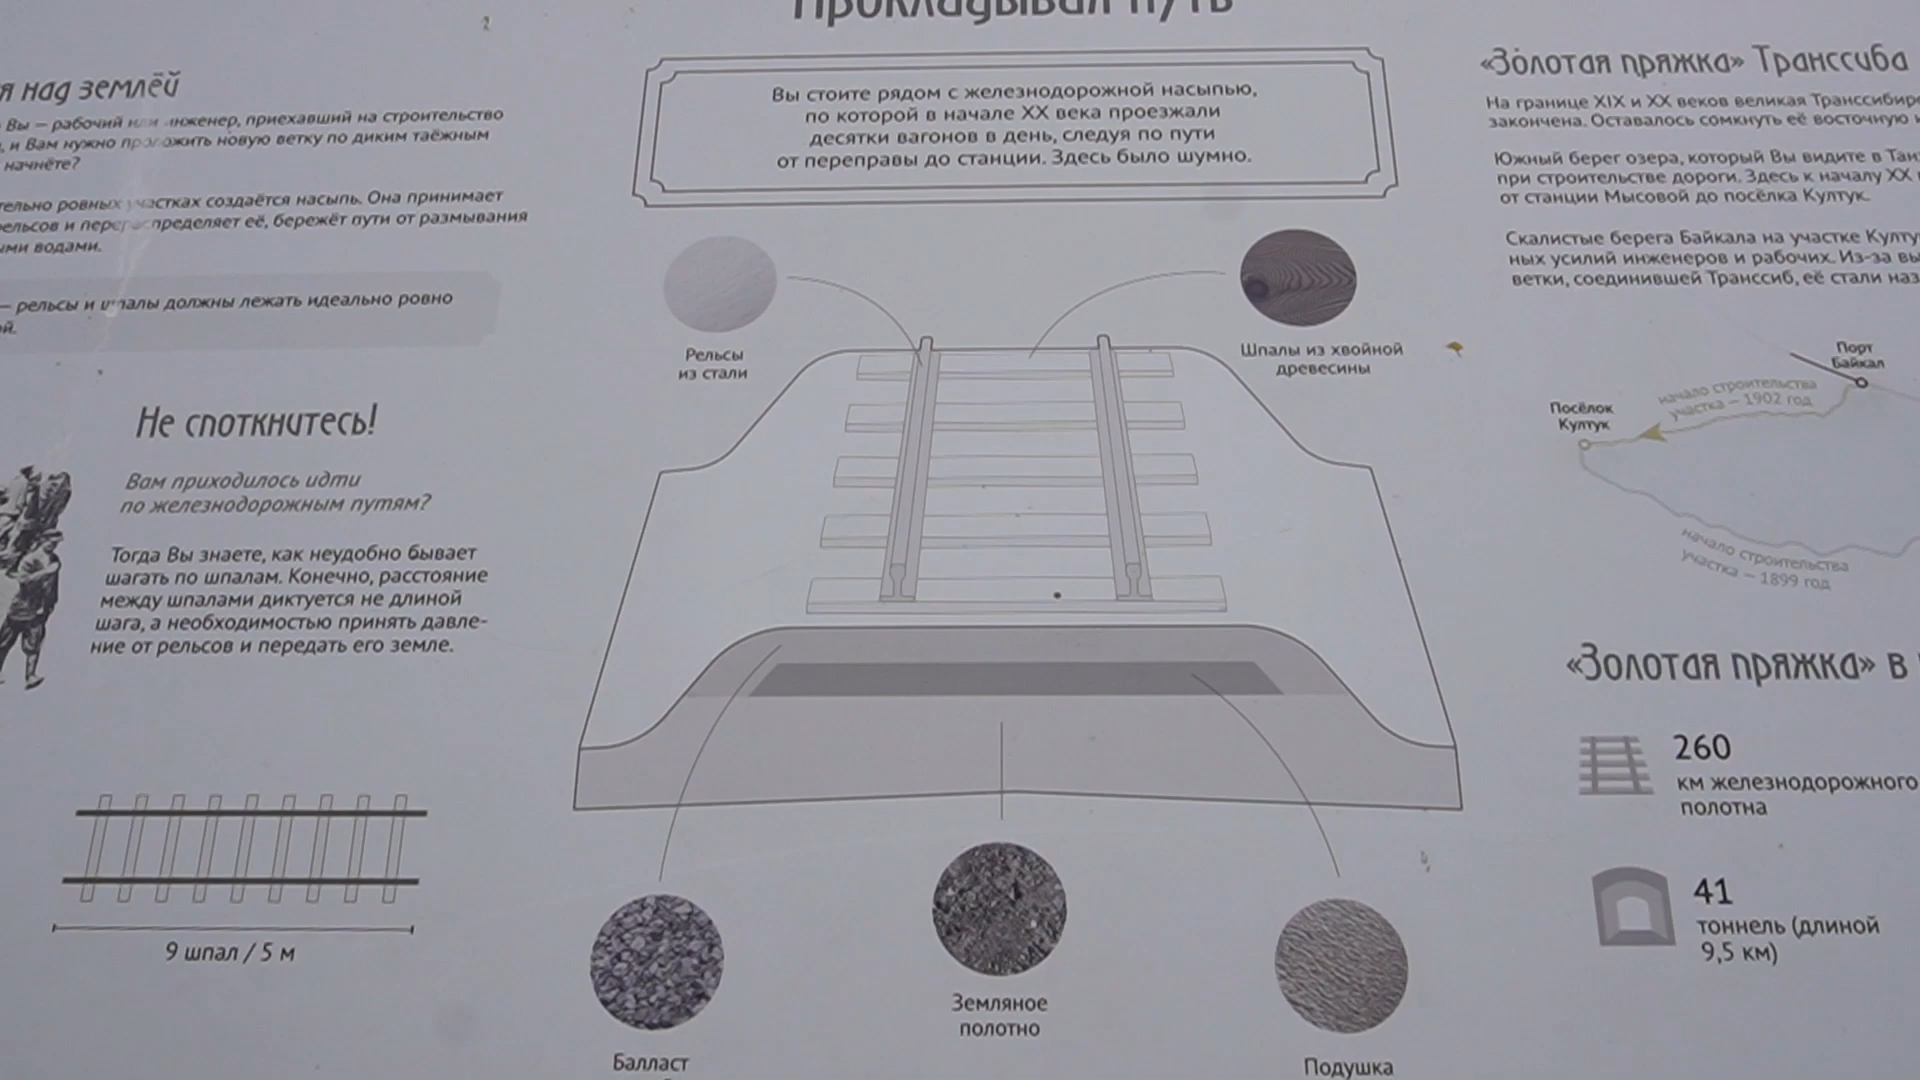 Прокладывая путь
я над землёй
Вы — рабочий или инженер, приехавший на строительство
, и Вам нужно проложить новую ветку по диким таёжным
начнёте?
тельно ровных участках создаётся насыпь. Она принимает
рельсов и перераспределяет её, бережёт пути от размывания
ыми водами.
— рельсы и шпалы должны лежать идеально ровно
ой.
Не споткнитесь!
Вам приходилось идти
по железнодорожным путям?
Тогда Вы знаете, как неудобно бывает
шагать по шпалам. Конечно, расстояние
между шпалами диктуется не длиной
шага, а необходимостью принять давле-
ние от рельсов и передать его земле.
9 шпал / 5 м
Вы стоите рядом с железнодорожной насыпью,
по которой в начале XX века проезжали
десятки вагонов в день, следуя по пути
от переправы до станции. Здесь было шумно.
Рельсы
из стали
Шпалы из хвойной
древесины
Балласт
Земляное
полотно
Подушка
«Золотая пряжка» Транссиба
На границе XIX и XX веков великая Транссибирс
закончена. Оставалось сомкнуть её восточную и
Южный берег озера, который Вы видите в Тан
при строительстве дороги. Здесь к началу XX
от станции Мысовой до посёлка Култук.
Скалистые берега Байкала на участке Култу
ных усилий инженеров и рабочих. Из-за вы
ветки, соединившей Транссиб, её стали наз
Порт
Байкал
начало строительства
участка — 1902 год
Посёлок
Култук
начало строительства
участка — 1899 год
«Золотая пряжка» в
260
км железнодорожного
полотна
41
тоннель (длиной
9,5 км)